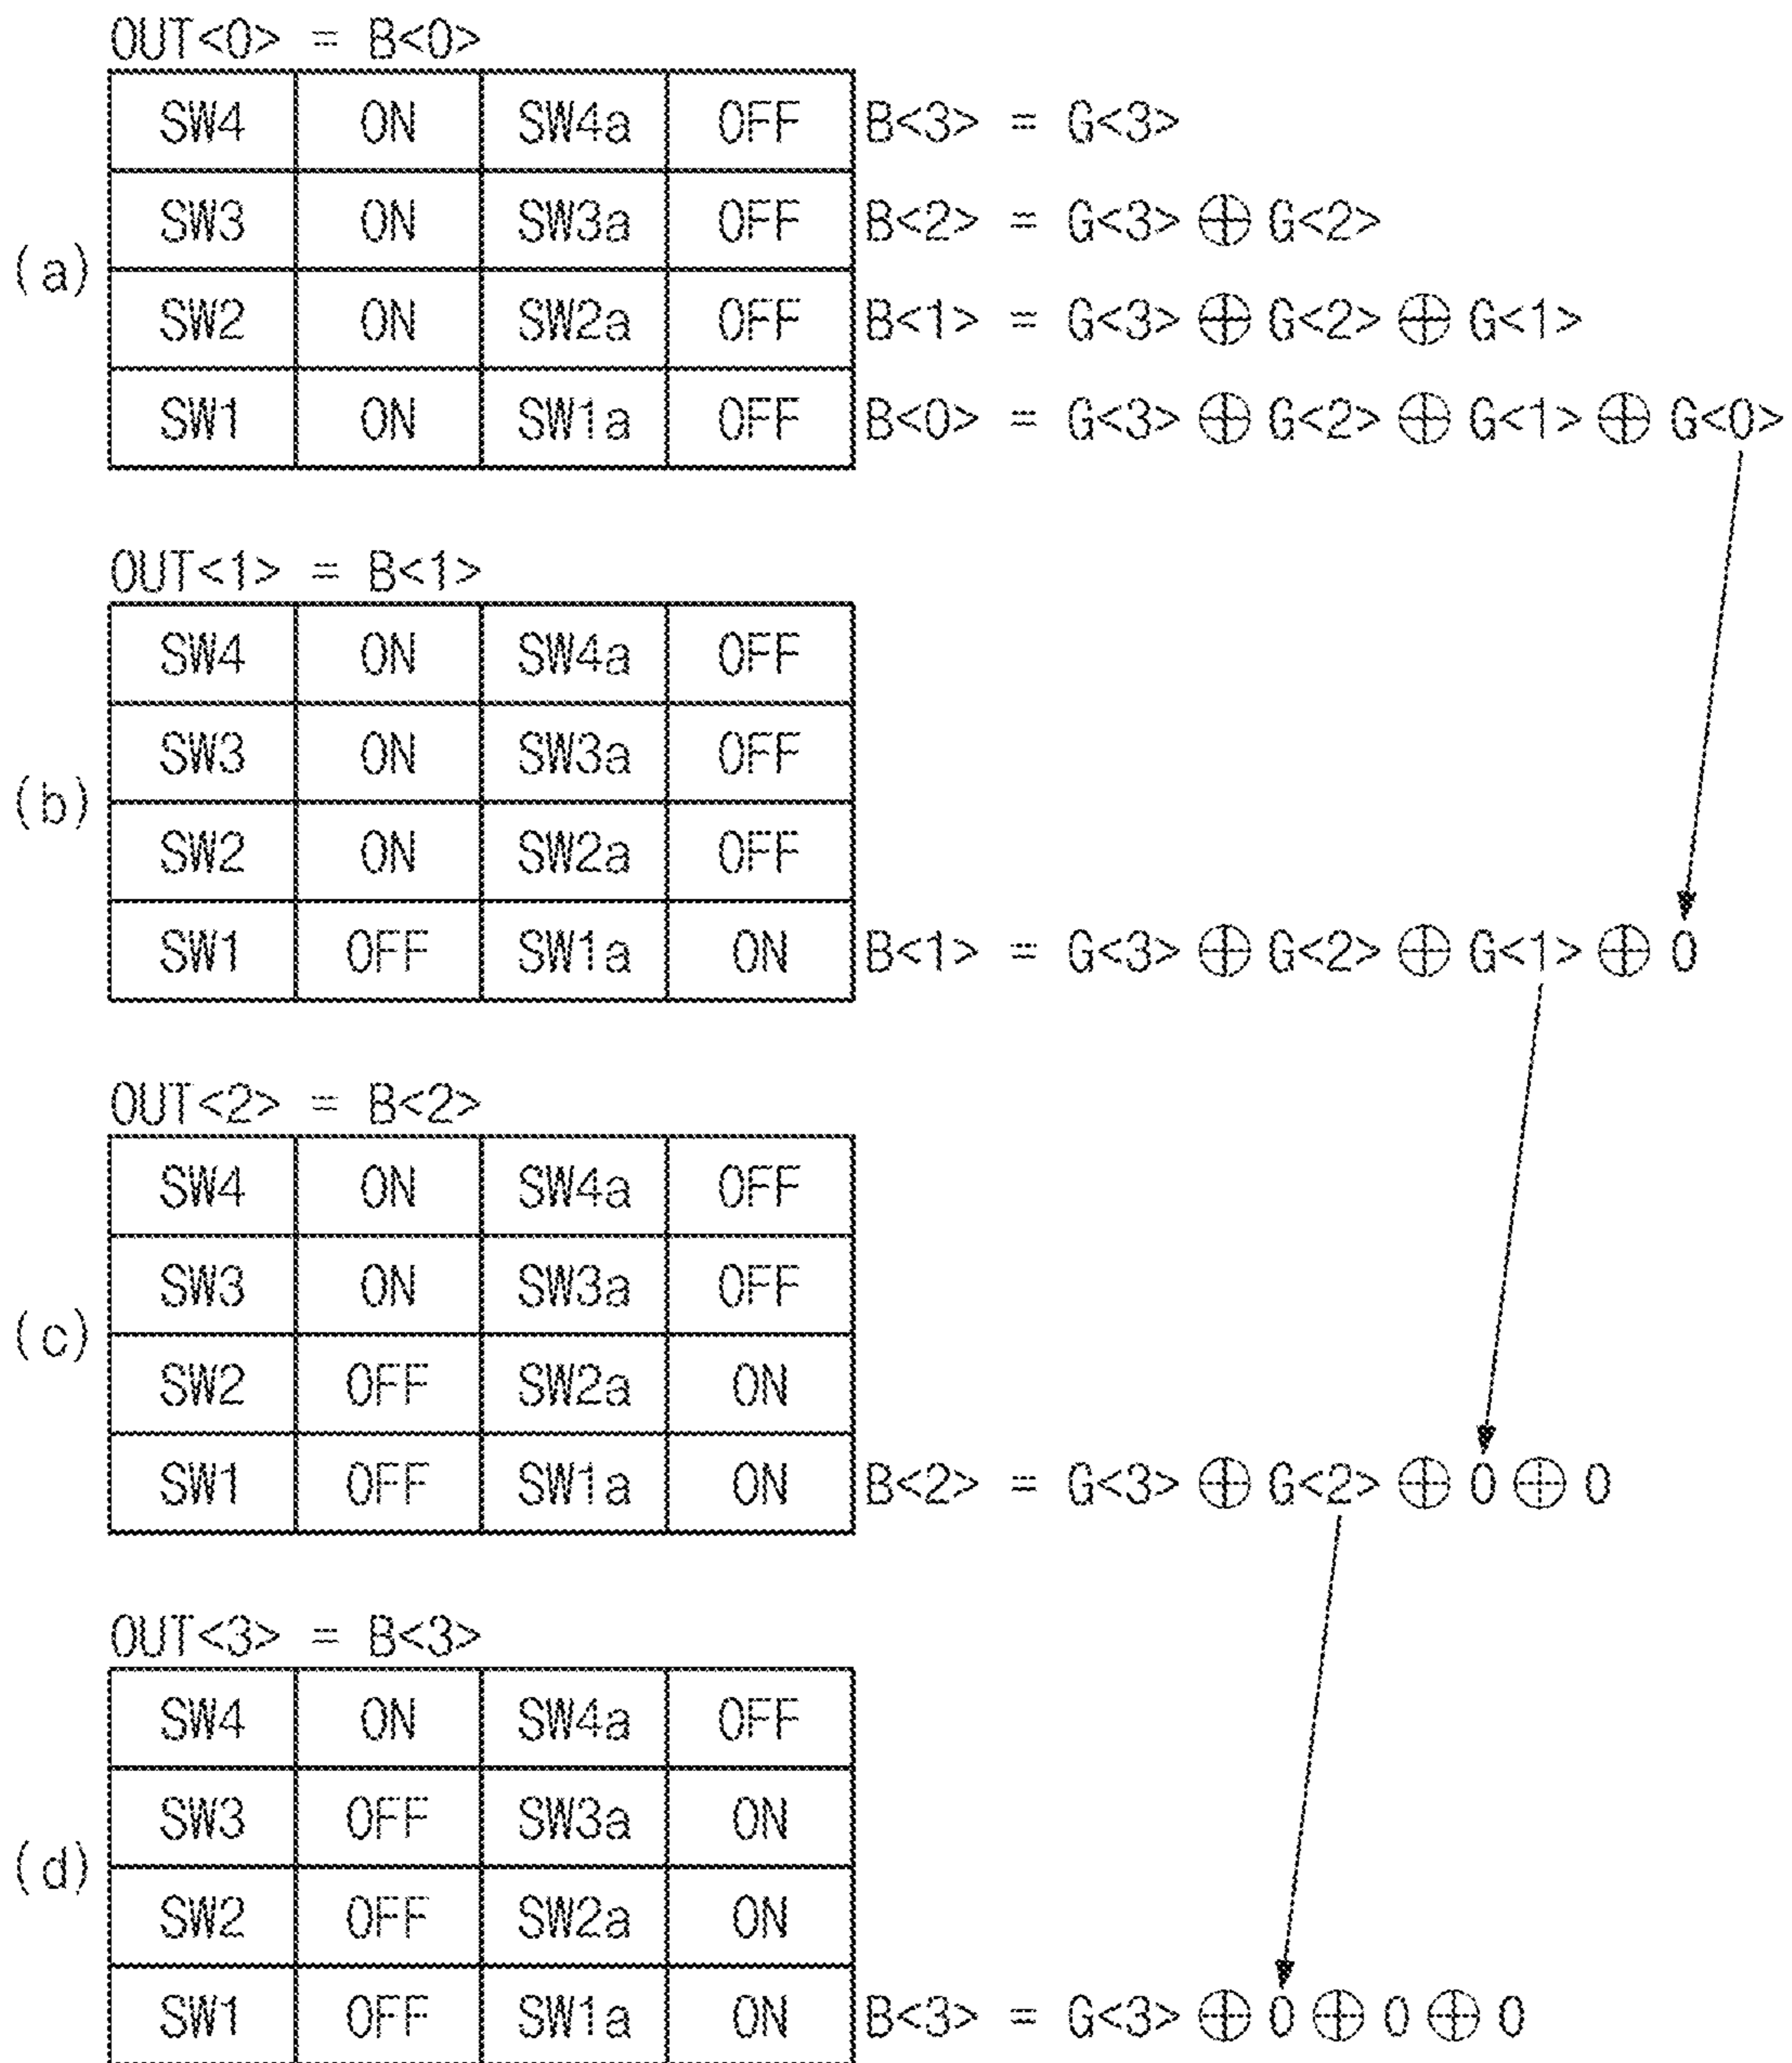 OUT<0> = B<0>
SW4 ON SW4a OFF B<3> = G<3>
SW3 ON SW3a OFF B<2> = G<3> ⊕ G<2>
(a)
SW2 ON SW2a OFF B<1> = G<3> ⊕ G<2> ⊕ G<1>
SW1 ON SW1a OFF B<0> = G<3> ⊕ G<2> ⊕ G<1> ⊕ G<0>
OUT<1> = B<1>
SW4 ON SW4a OFF
SW3 ON SW3a OFF
(b)
SW2 ON SW2a OFF
SW1 OFF SW1a ON B<1> = G<3> ⊕ G<2> ⊕ G<1> ⊕ 0
OUT<2> = B<2>
SW4 ON SW4a OFF
SW3 ON SW3a OFF
(c)
SW2 OFF SW2a ON
SW1 OFF SW1a ON B<2> = G<3> ⊕ G<2> ⊕ 0 ⊕ 0
OUT<3> = B<3>
SW4 ON SW4a OFF
SW3 OFF SW3a ON
(d)
SW2 OFF SW2a ON
SW1 OFF SW1a ON B<3> = G<3> ⊕ 0 ⊕ 0 ⊕ 0